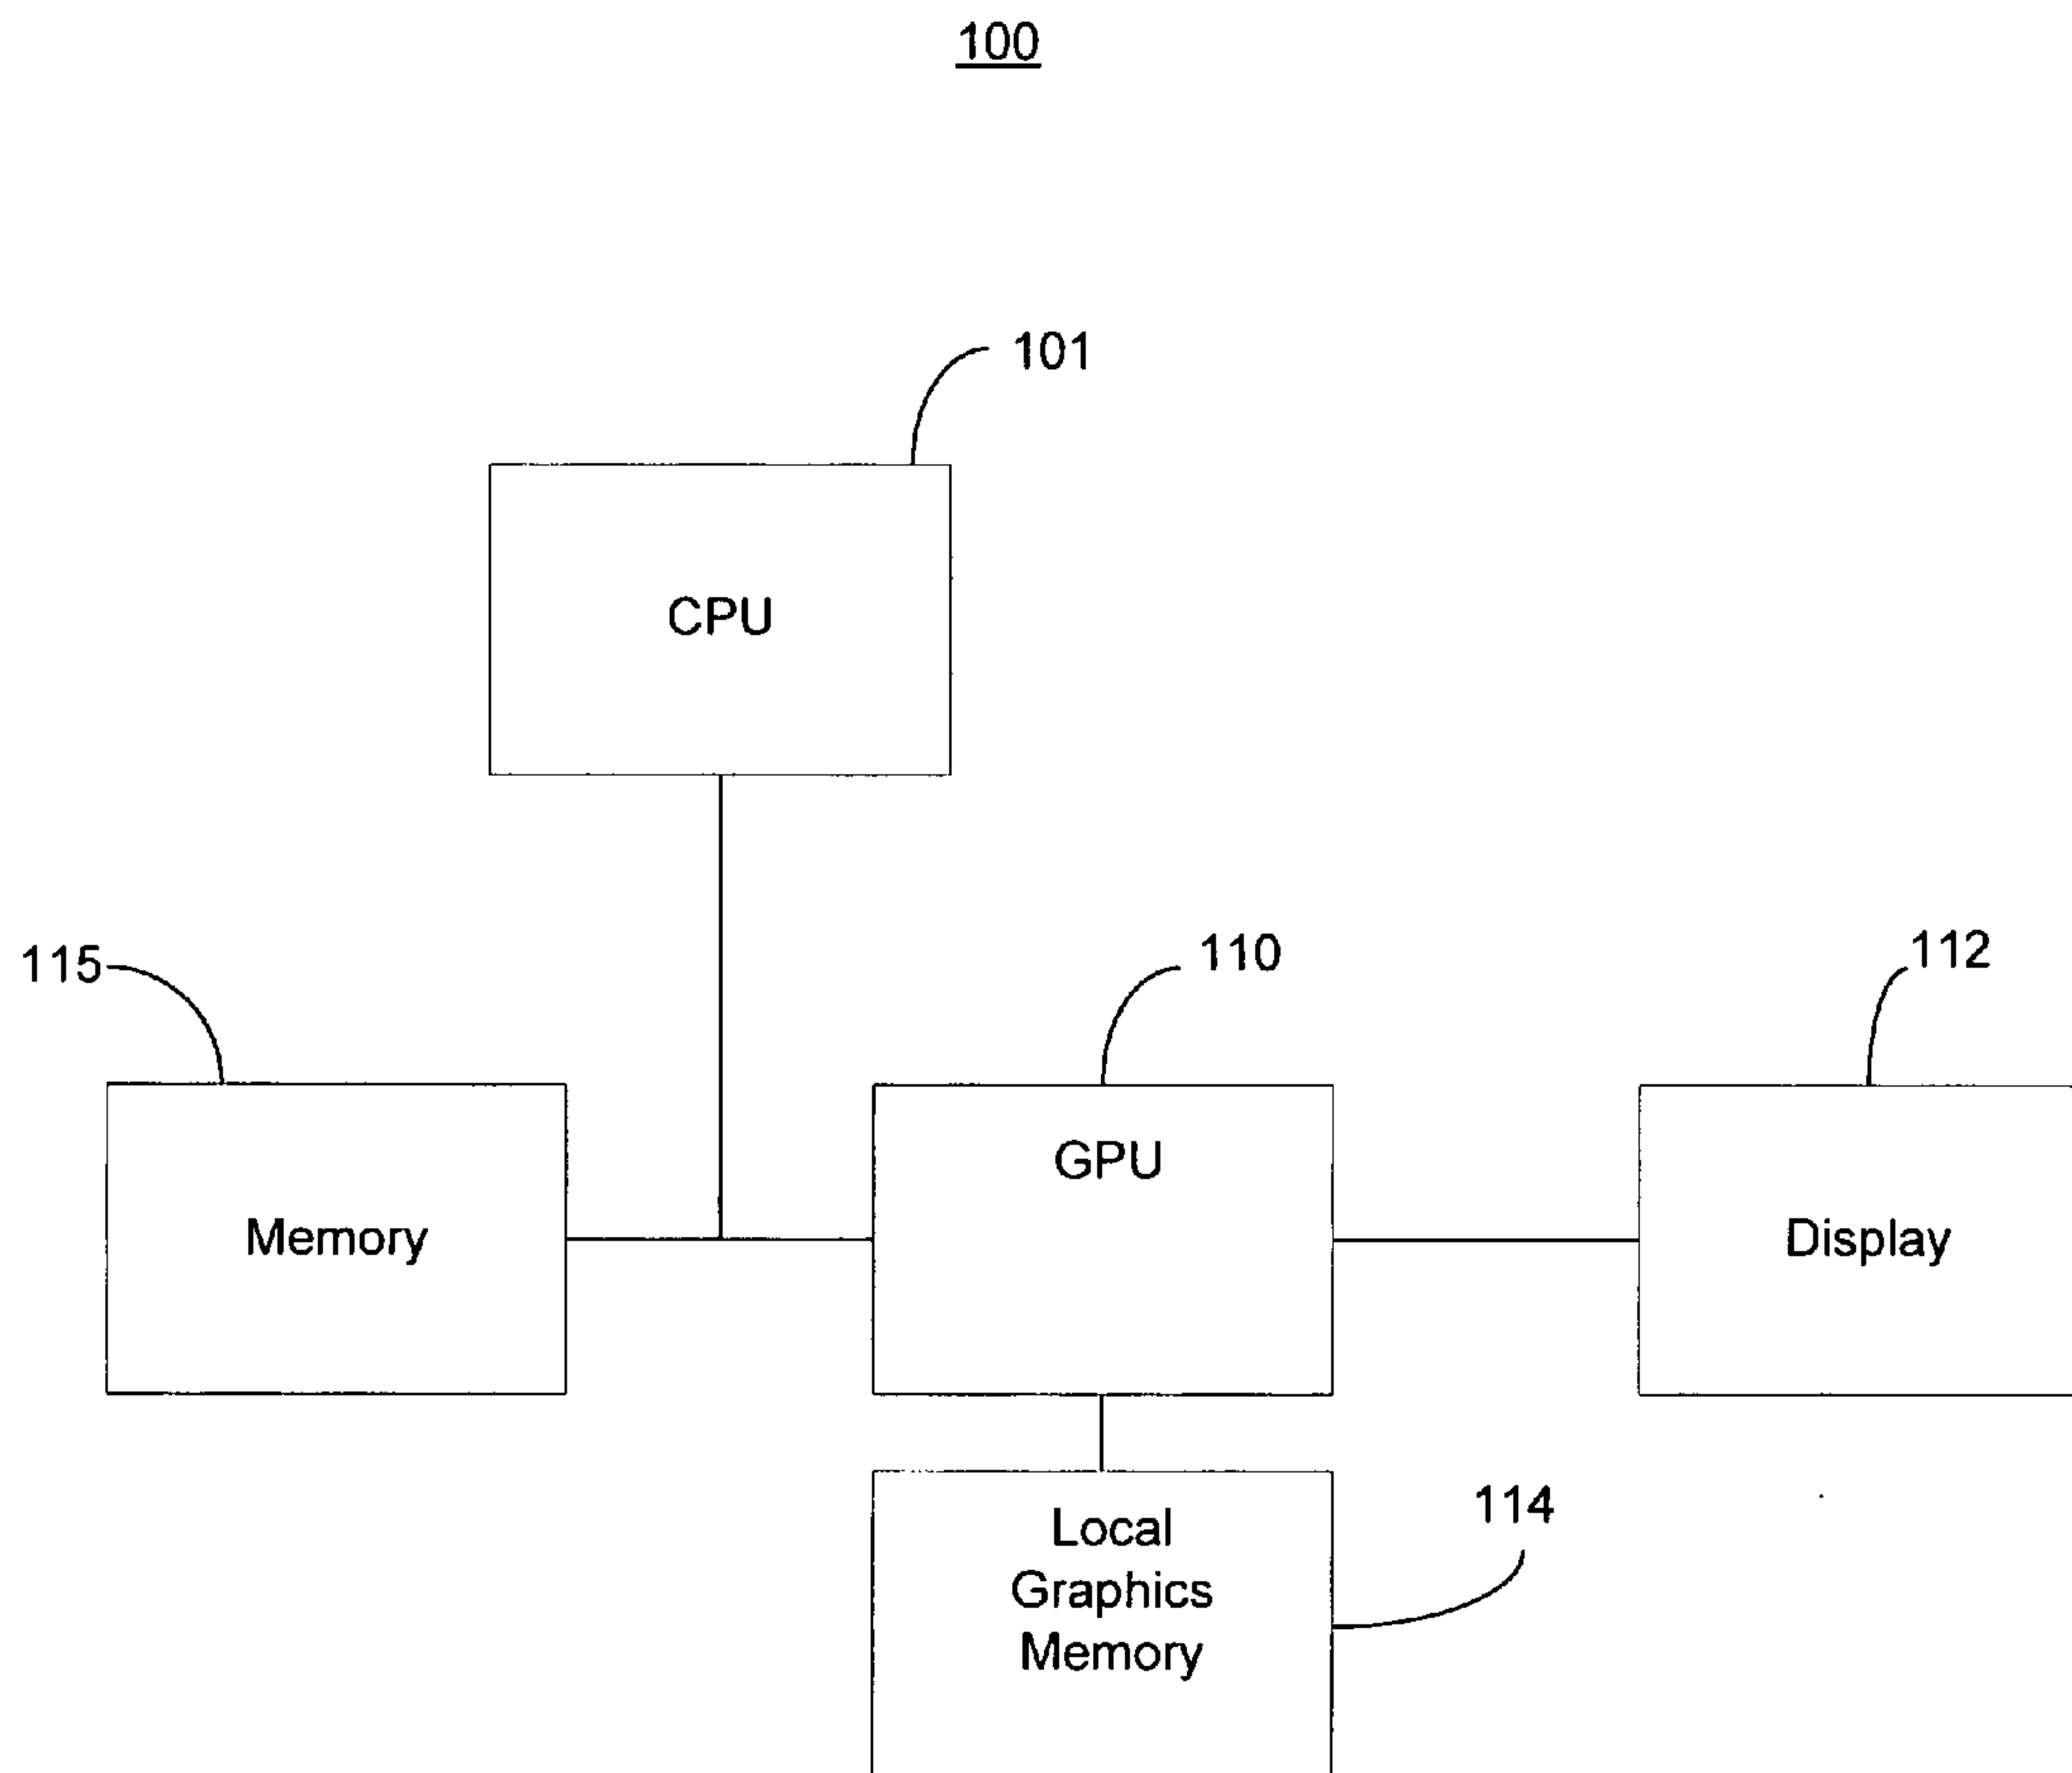 100
101
CPU
115
110
112
GPU
Memory
Display
Local
Graphics
Memory
114